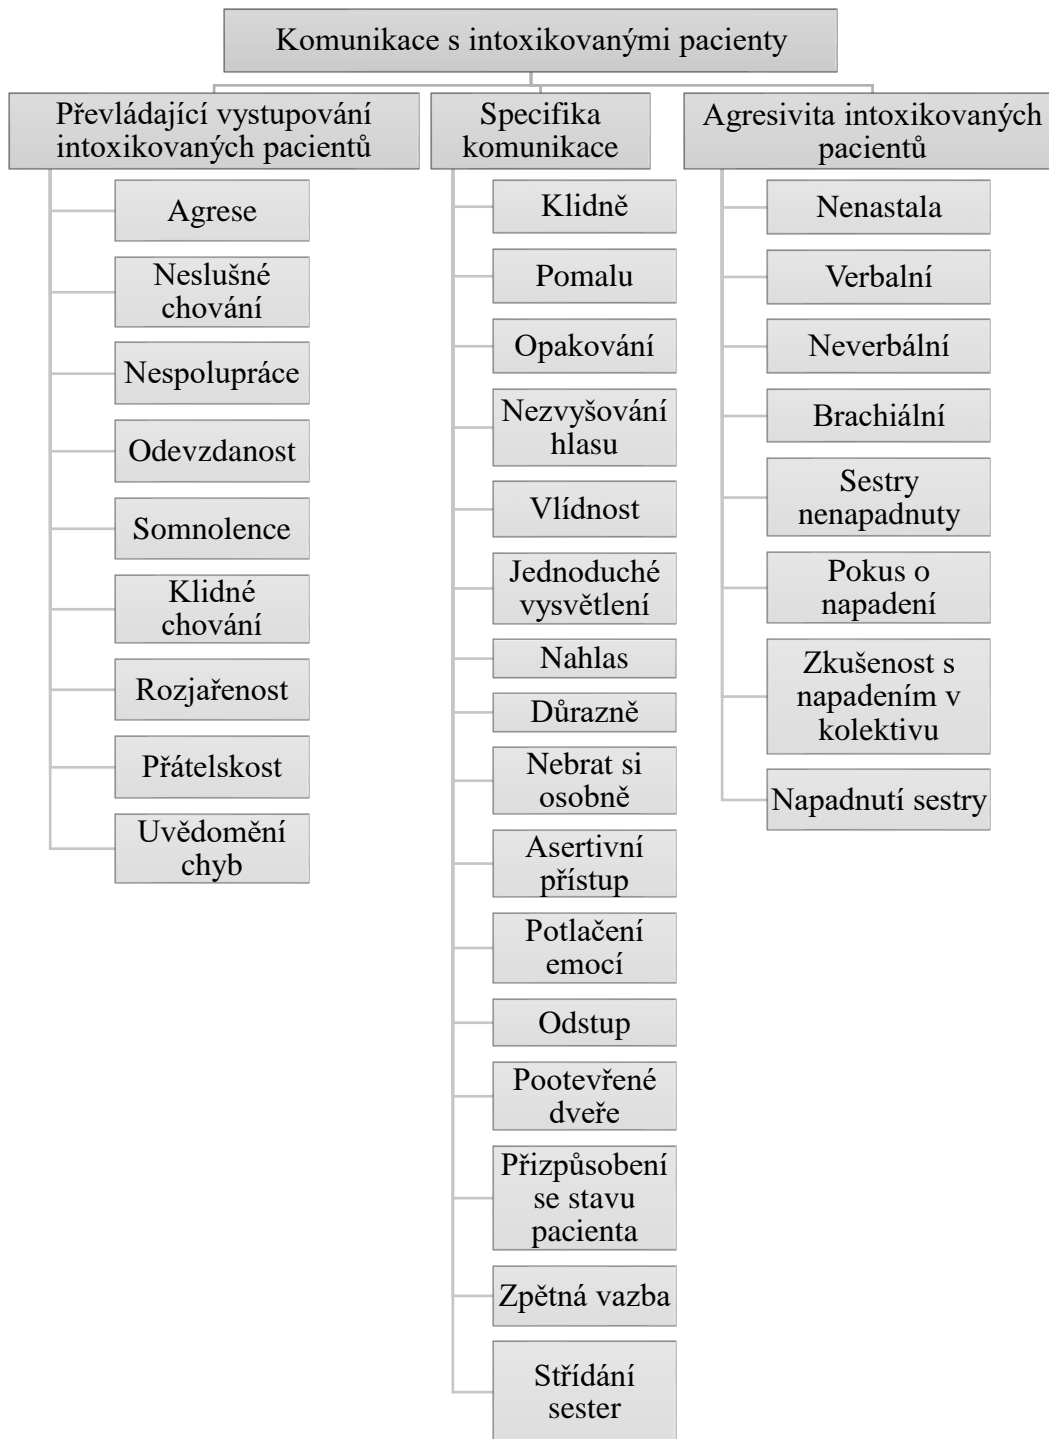 Komunikace s intoxikovanými pacienty
Převládající vystupování
intoxikovaných pacientů
Agrese
Neslušné
chování
Nespolupráce
Odevzdanost
Somnolence
Klidné
chování
Rozjařenost
Přátelskost
Uvědomění
chyb
Specifika
komunikace
Klidně
Pomalu
Opakování
Nezvyšování
hlasu
Vlídnost
Jednoduché
vysvětlení
Nahlas
Důrazně
Nebrat si
osobně
Asertivní
přístup
Potlačení
emocí
Odstup
Pootevřené
dveře
Přizpůsobení
se stavu
pacienta
Zpětná vazba
Střídání
sester
Agresivita intoxikovaných
pacientů
Nenastala
Verbalní
Neverbální
Brachiální
Sestry
nenapadnuty
Pokus o
napadení
Zkušenost s
napadením v
kolektivu
Napadnutí sestry